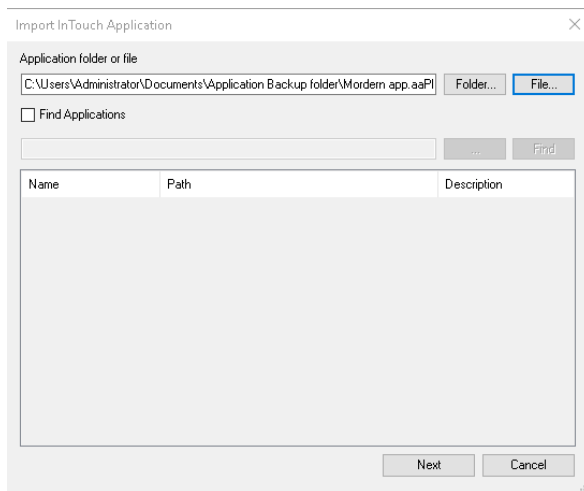 Import InTouch Application
Application folder or file
C:\Users\Administrator\Documents\Application Backup folder\Mordern app.aaPI
Folder...
File...
Find Applications
...
Find
Name Path Description
Next Cancel